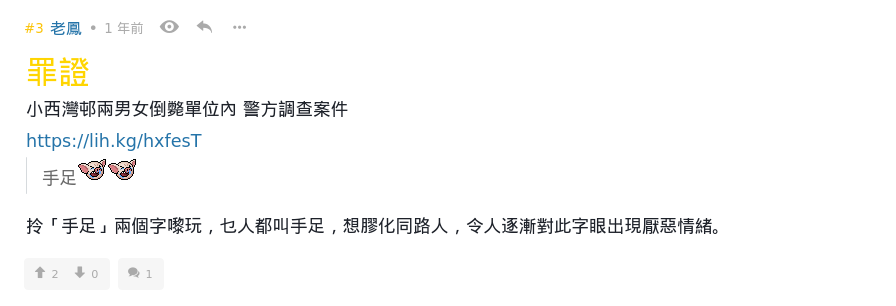 #3 老鳳 • 1 年前
罪證
小西灣邨兩男女倒斃單位內 警方調查案件
https://lih.kg/hxfesT
手足
拎「手足」兩個字嚟玩，乜人都叫手足，想膠化同路人，令人逐漸對此字眼出現厭惡情緒。
2 0 1